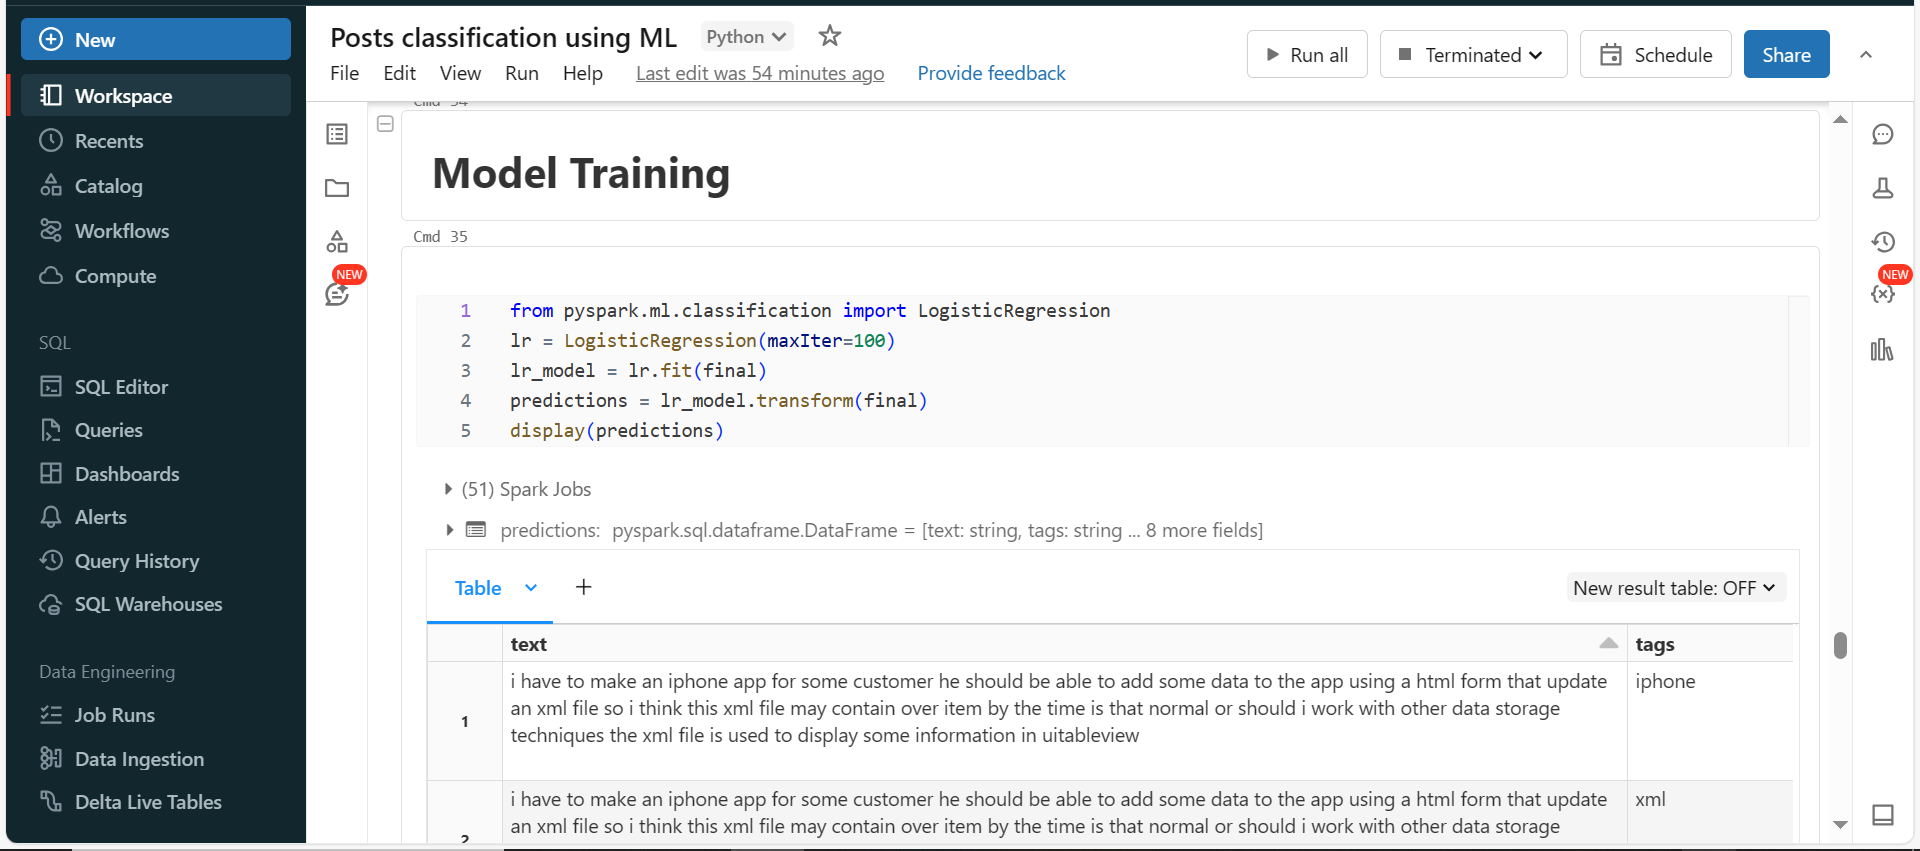 New
Workspace
Recents
Catalog
Workflows
Compute
SQL
SQL Editor
Queries
Dashboards
Alerts
Query History
SQL Warehouses
Data Engineering
Job Runs
Data Ingestion
Delta Live Tables
Posts classification using ML
Python
File Edit View Run Help Last edit was 54 minutes ago Provide feedback
Run all
Terminated
Schedule
Share
NEW
NEW
Cmd 34
Model Training
Cmd 35
1 from pyspark.ml.classification import LogisticRegression
2 lr = LogisticRegression(maxIter=100)
3 lr_model = lr.fit(final)
4 predictions = lr_model.transform(final)
5 display(predictions)
(51) Spark Jobs
predictions: pyspark.sql.dataframe.DataFrame = [text: string, tags: string ... 8 more fields]
Table +
New result table: OFF
text tags
1 i have to make an iphone app for some customer he should be able to add some data to the app using a html form that update iphone
an xml file so i think this xml file may contain over item by the time is that normal or should i work with other data storage
techniques the xml file is used to display some information in uitableview
2 i have to make an iphone app for some customer he should be able to add some data to the app using a html form that update xml
an xml file so i think this xml file may contain over item by the time is that normal or should i work with other data storage